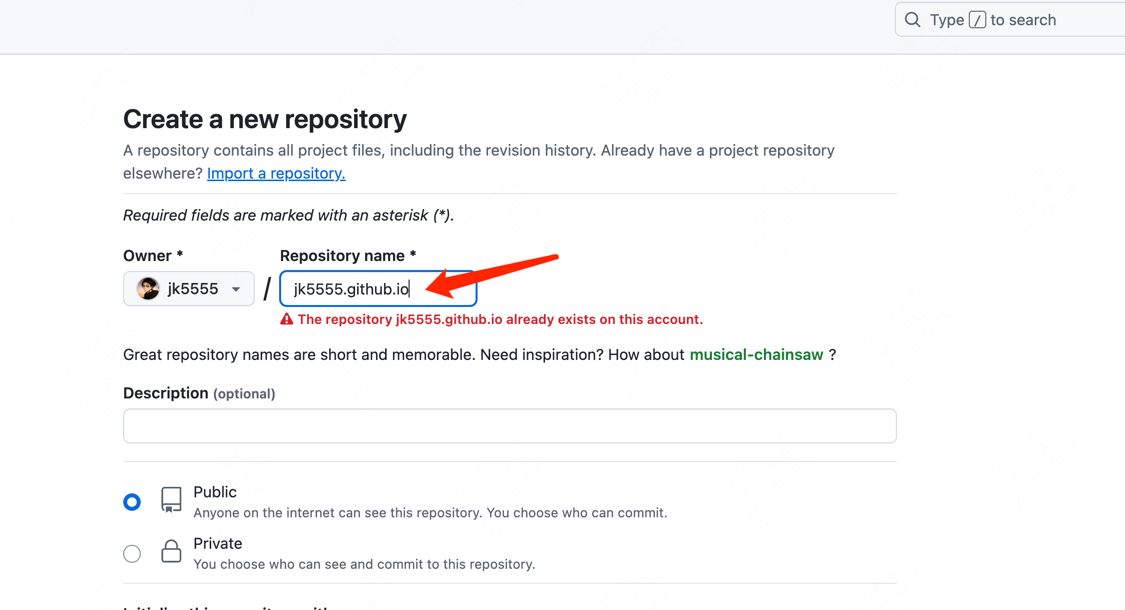 Type / to search
Create a new repository
A repository contains all project files, including the revision history. Already have a project repository
elsewhere? Import a repository.
Required fields are marked with an asterisk (*).
Owner * Repository name *
jk5555 / jk5555.github.io
The repository jk5555.github.io already exists on this account.
Great repository names are short and memorable. Need inspiration? How about musical-chainsaw ?
Description (optional)
Public
Anyone on the internet can see this repository. You choose who can commit.
Private
You choose who can see and commit to this repository.